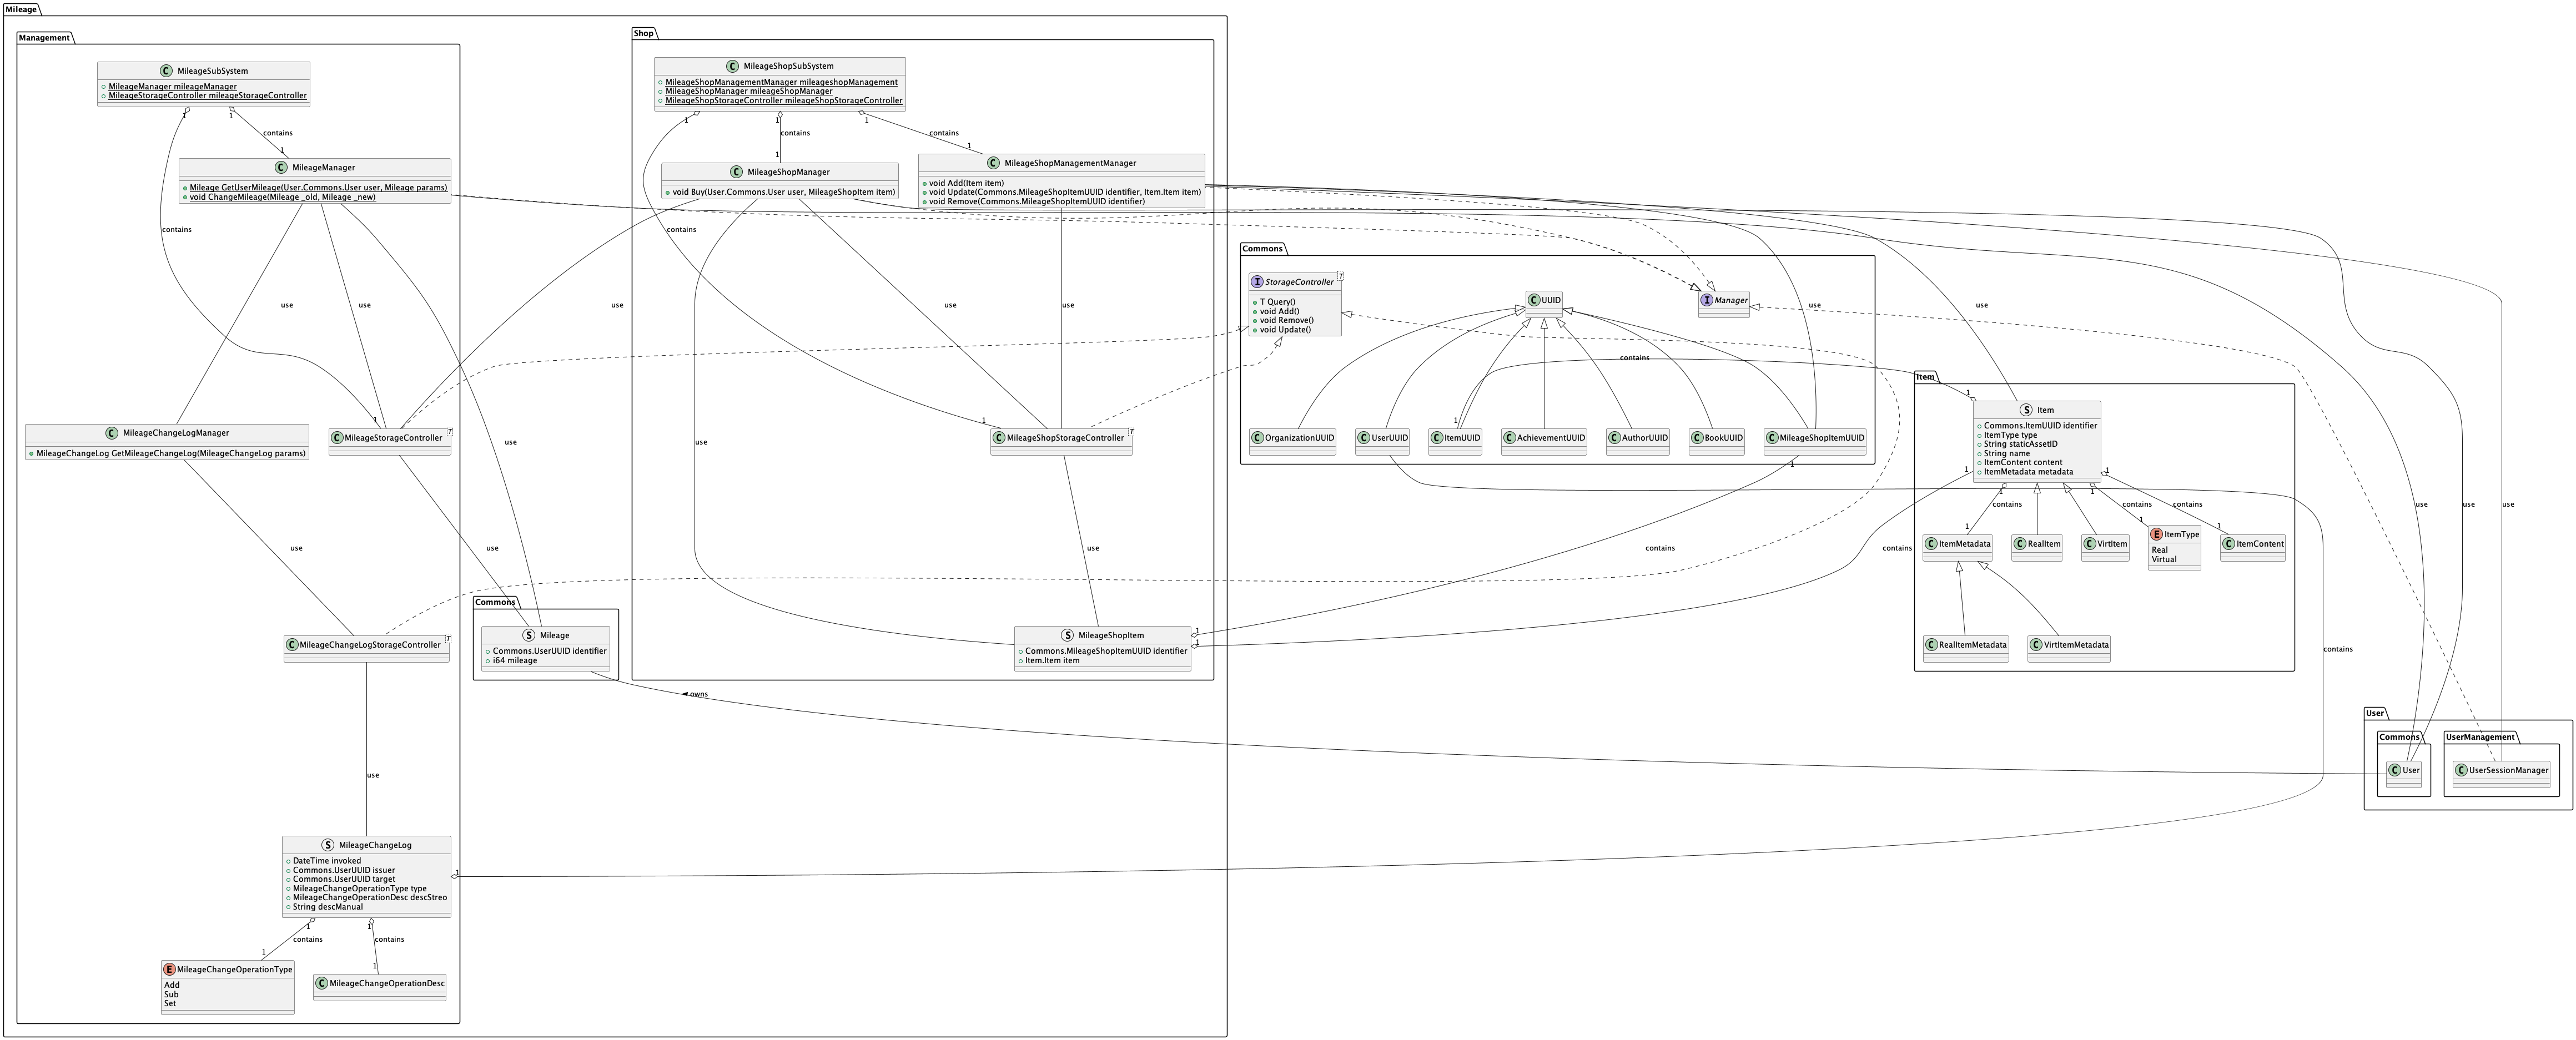 Mileage
Management
C MileageSubSystem
MileageManager mileageManager
MileageStorageController mileageStorageController
1
1
contains
contains
1
C MileageManager
Mileage GetUserMileage(User.Commons.User user, Mileage params)
void ChangeMileage(Mileage _old, Mileage _new)
use
use
use
C MileageChangeLogManager
MileageChangeLog GetMileageChangeLog(MileageChangeLog params)
1
C MileageStorageController T
use
use
C MileageChangeLogStorageController T
use
S MileageChangeLog
DateTime invoked
Commons.UserUUID issuer
Commons.UserUUID target
MileageChangeOperationType type
MileageChangeOperationDesc descStreo
String descManual
1
1
1
contains
contains
1
1
E MileageChangeOperationType
Add
Sub
Set
C MileageChangeOperationDesc
Commons
S Mileage
Commons.UserUUID identifier
i64 mileage
owns
Shop
C MileageShopSubSystem
MileageShopManagementManager mileageshopManagement
MileageShopManager mileageShopManager
MileageShopStorageController mileageShopStorageController
1
1
1
contains
contains
contains
1
1
C MileageShopManager
void Buy(User.Commons.User user, MileageShopItem item)
C MileageShopManagementManager
void Add(Item item)
void Update(Commons.MileageShopItemUUID identifier, Item.Item item)
void Remove(Commons.MileageShopItemUUID identifier)
use
use
use
use
1
C MileageShopStorageController T
use
S MileageShopItem
Commons.MileageShopItemUUID identifier
Item.Item item
1
1
Commons
I StorageController T
T Query()
void Add()
void Remove()
void Update()
C UUID
I Manager
use
contains
1
C OrganizationUUID
C UserUUID
C ItemUUID
C AchievementUUID
C AuthorUUID
C BookUUID
C MileageShopItemUUID
1
contains
contains
use
Item
1
S Item
Commons.ItemUUID identifier
ItemType type
String staticAssetID
String name
ItemContent content
ItemMetadata metadata
1
1
1
1
contains
contains
contains
1
1
1
C ItemMetadata
C RealItem
C VirtItem
E ItemType
Real
Virtual
C ItemContent
C RealItemMetadata
C VirtItemMetadata
contains
use
use
use
User
Commons
C User
UserManagement
C UserSessionManager